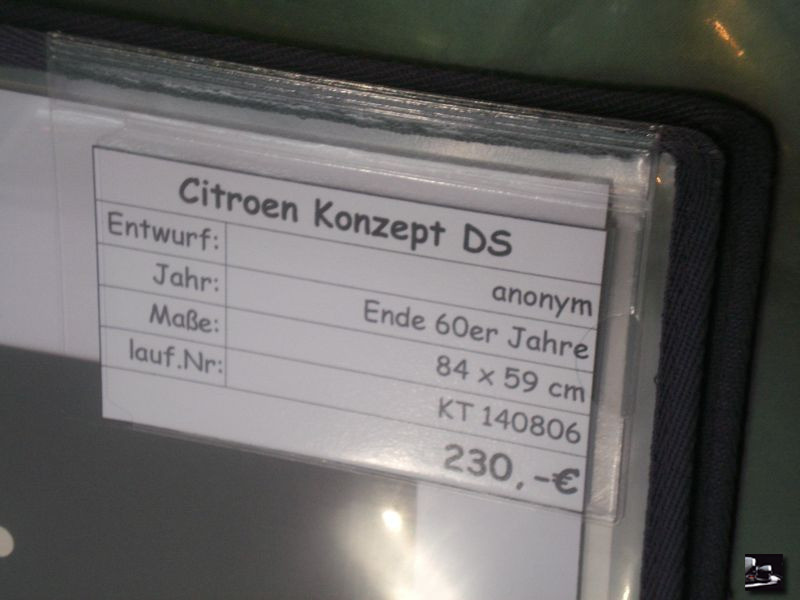 Citroen Konzept DS
Entwurf: anonym
Jahr: Ende 60er Jahre
Maße: 84 x 59 cm
lauf.Nr: KT 140806
230,-€